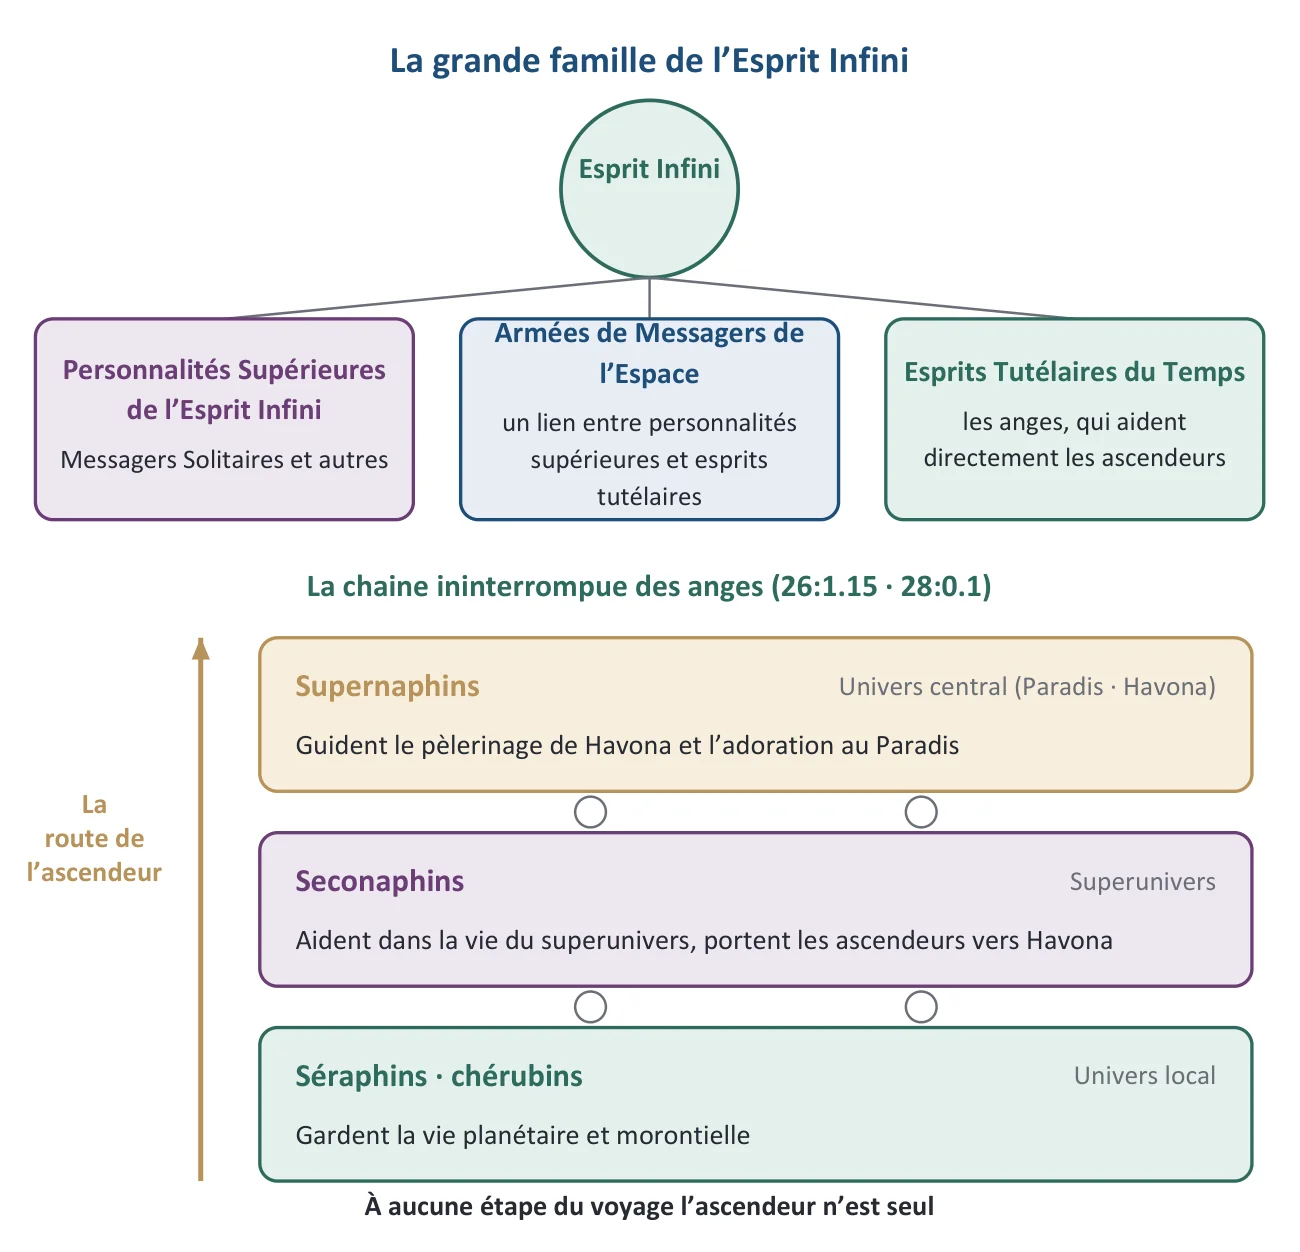 La grande famille de l’Esprit Infini
Esprit Infini
Personnalités Supérieures
de l’Esprit Infini
Messagers Solitaires et autres
Armées de Messagers de
l’Espace
un lien entre personnalités
supérieures et esprits
tutélaires
Esprits Tutélaires du Temps
les anges, qui aident
directement les ascendeurs
La chaine ininterrompue des anges (26:1.15 · 28:0.1)
La
route de
l’ascendeur
Supernaphins
Univers central (Paradis · Havona)
Guident le pèlerinage de Havona et l’adoration au Paradis
Seconaphins
Superunivers
Aident dans la vie du superunivers, portent les ascendeurs vers Havona
Séraphins · chérubins
Univers local
Gardent la vie planétaire et morontielle
À aucune étape du voyage l’ascendeur n’est seul